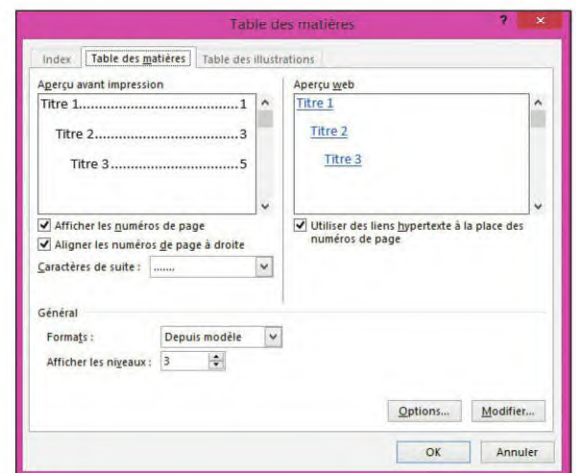 Table des matières
?
Index
Table des matières
Table des illustrations
Aperçu avant impression
Titre 1.......................................1
Titre 2...................................3
Titre 3................................5
Afficher les numéros de page
Aligner les numéros de page à droite
Caractères de suite : .......
Aperçu web
Titre 1
Titre 2
Titre 3
Utiliser des liens hypertexte à la place des
numéros de page
Général
Formats : Depuis modèle
Afficher les niveaux : 3
Options... Modifier...
OK Annuler